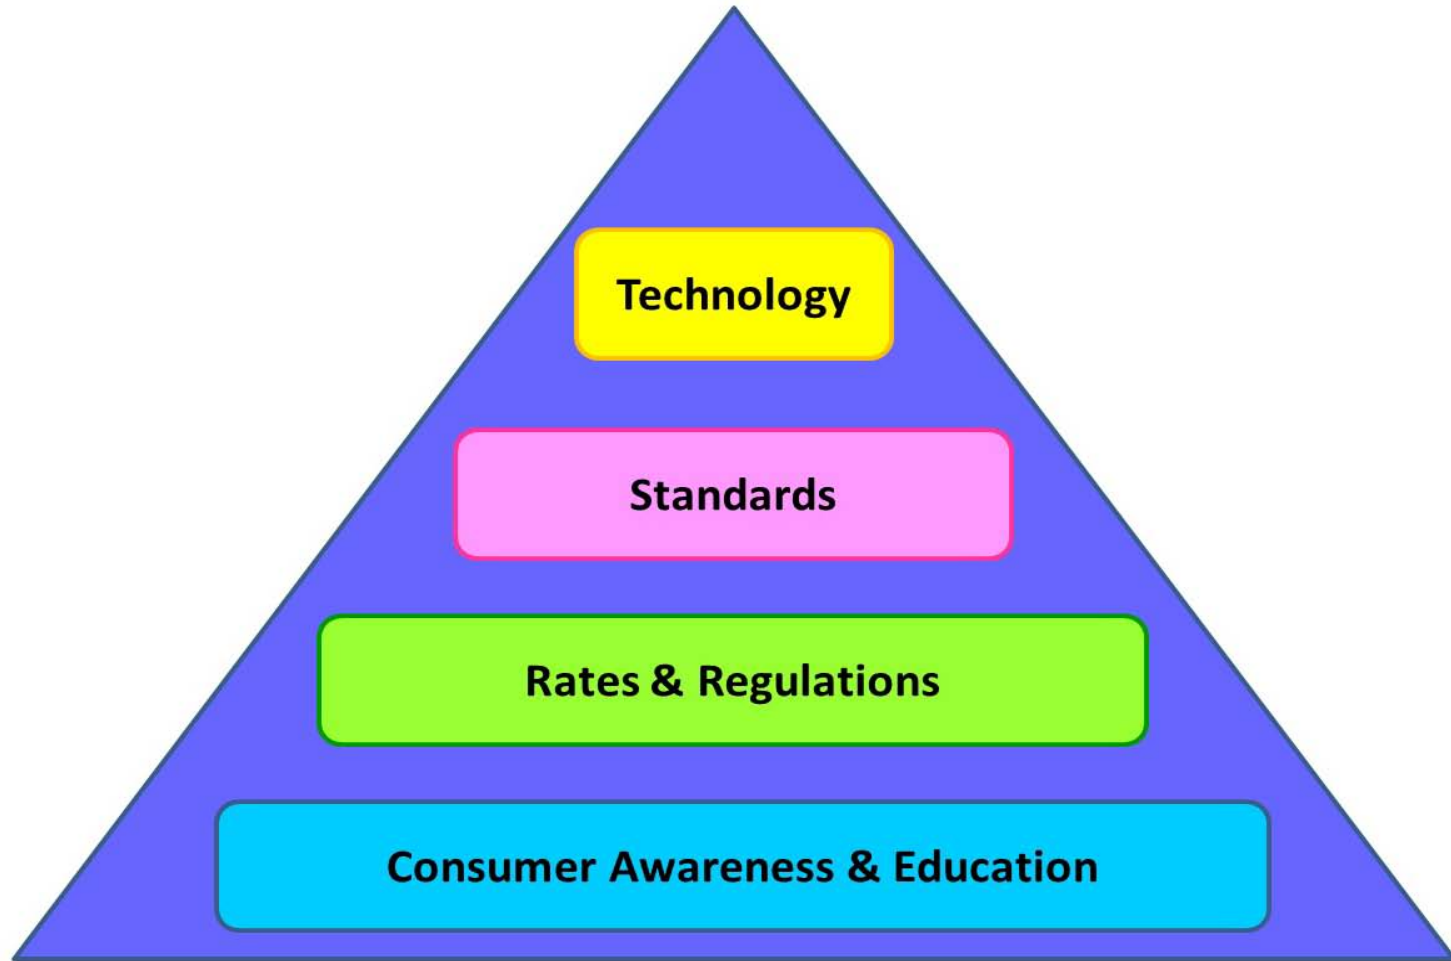 Technology
Standards
Rates & Regulations
Consumer Awareness & Education